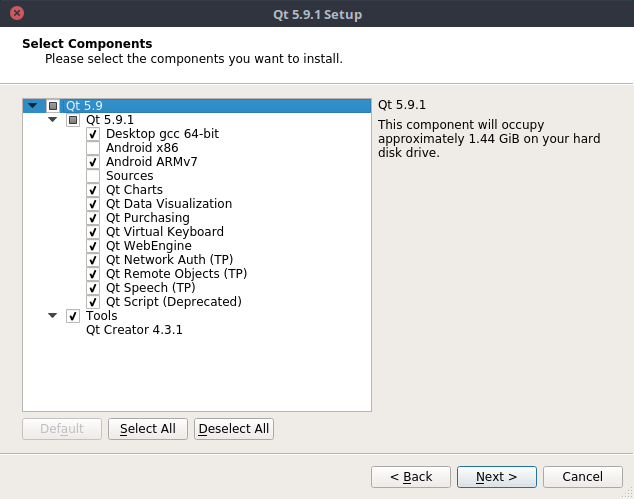 Qt 5.9.1 Setup
Select Components
Please select the components you want to install.
Qt 5.9
Qt 5.9.1
Desktop gcc 64-bit
Android x86
Android ARMv7
Sources
Qt Charts
Qt Data Visualization
Qt Purchasing
Qt Virtual Keyboard
Qt WebEngine
Qt Network Auth (TP)
Qt Remote Objects (TP)
Qt Speech (TP)
Qt Script (Deprecated)
Tools
Qt Creator 4.3.1
Qt 5.9.1
This component will occupy
approximately 1.44 GiB on your hard
disk drive.
Default
Select All
Deselect All
< Back
Next >
Cancel